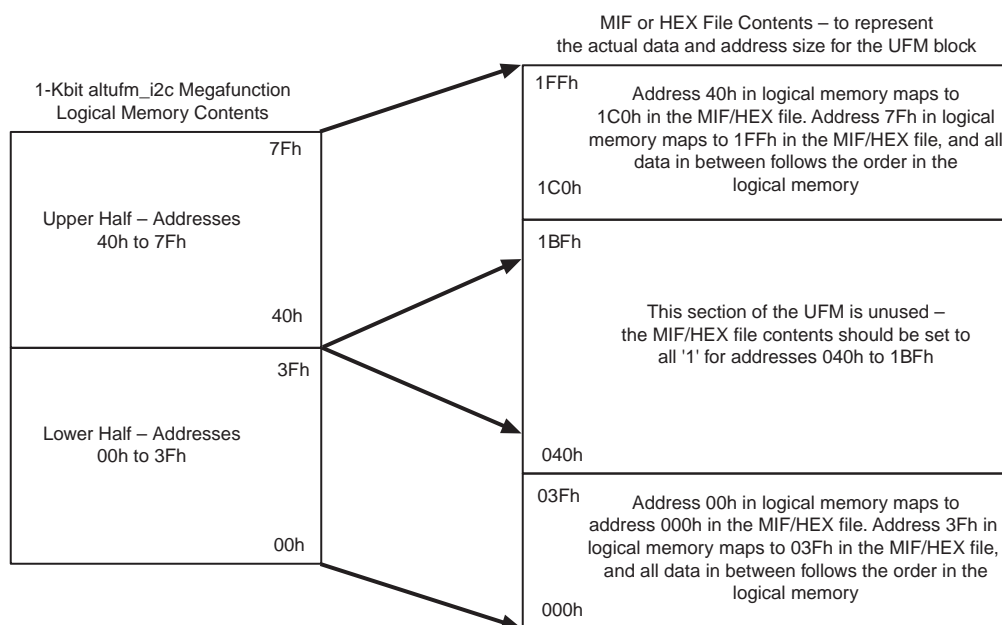 MIF or HEX File Contents – to represent
the actual data and address size for the UFM block
1-Kbit altufm_i2c Megafunction
Logical Memory Contents
7Fh
Upper Half – Addresses
40h to 7Fh
40h
3Fh
Lower Half – Addresses
00h to 3Fh
00h
1FFh
Address 40h in logical memory maps to
1C0h in the MIF/HEX file. Address 7Fh in logical
memory maps to 1FFh in the MIF/HEX file, and all
data in between follows the order in the
logical memory
1C0h
1BFh
This section of the UFM is unused –
the MIF/HEX file contents should be set to
all '1' for addresses 040h to 1BFh
040h
03Fh
Address 00h in logical memory maps to
address 000h in the MIF/HEX file. Address 3Fh in
logical memory maps to 03Fh in the MIF/HEX file,
and all data in between follows the order in the
logical memory
000h